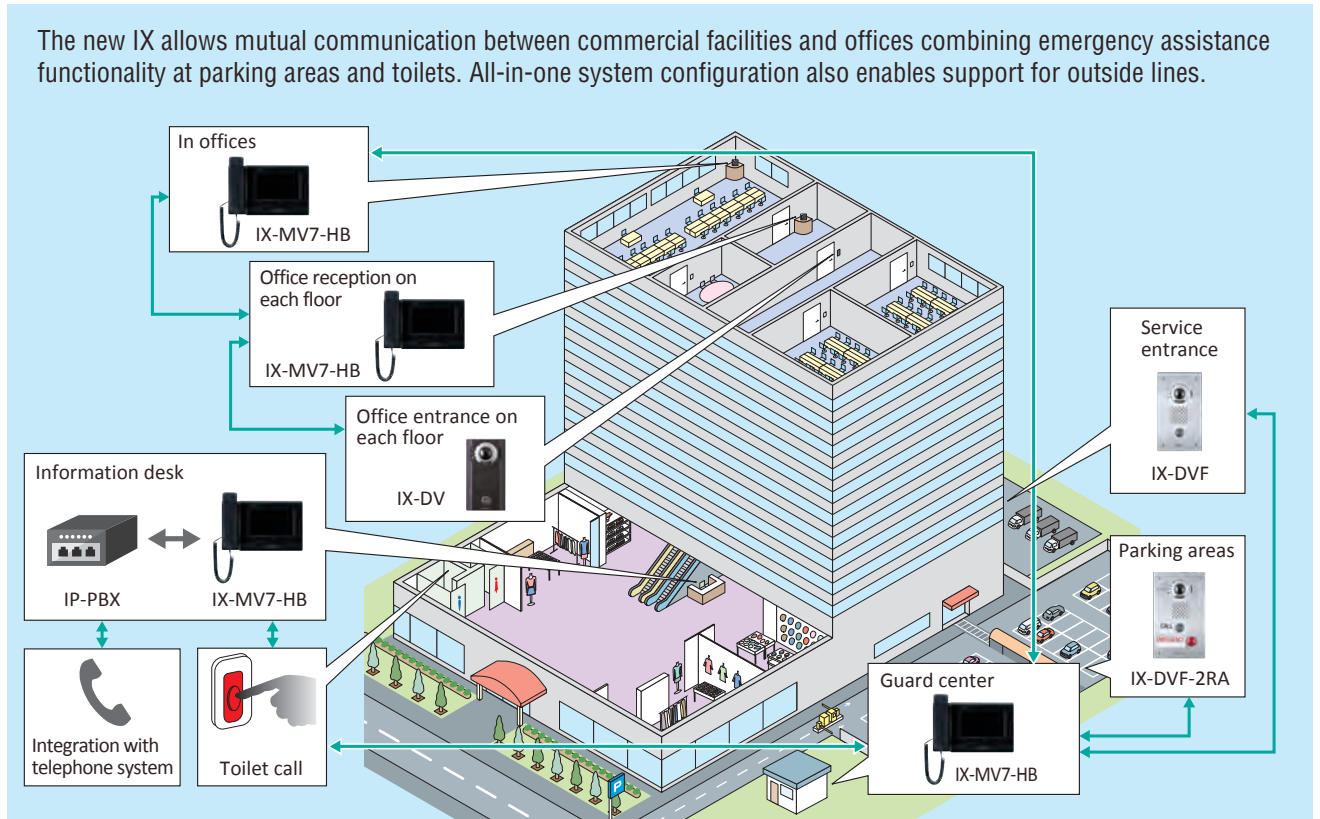 The new IX allows mutual communication between commercial facilities and offices combining emergency assistance
functionality at parking areas and toilets. All-in-one system configuration also enables support for outside lines.
In offices
IX-MV7-HB
Office reception on
each floor
IX-MV7-HB
Office entrance on
each floor
IX-DV
Information desk
IP-PBX
IX-MV7-HB
Integration with
telephone system
Toilet call
Service
entrance
IX-DVF
Parking areas
CALL
EMERGENCY
IX-DVF-2RA
Guard center
IX-MV7-HB
P